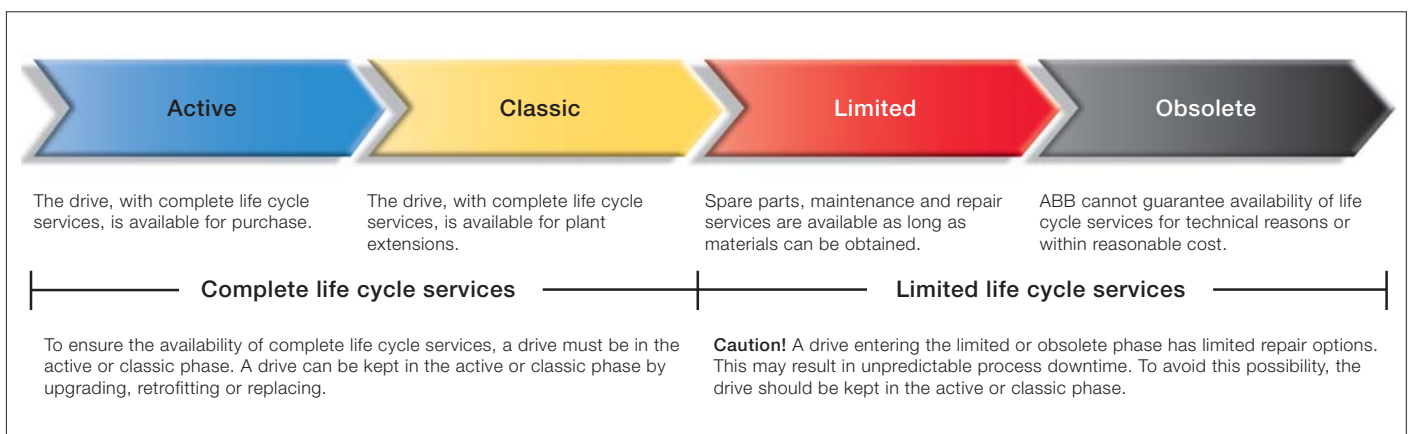 Active
Classic
Limited
Obsolete
The drive, with complete life cycle
services, is available for purchase.
The drive, with complete life cycle
services, is available for plant
extensions.
Spare parts, maintenance and repair
services are available as long as
materials can be obtained.
ABB cannot guarantee availability of life
cycle services for technical reasons or
within reasonable cost.
Complete life cycle services
Limited life cycle services
To ensure the availability of complete life cycle services, a drive must be in the
active or classic phase. A drive can be kept in the active or classic phase by
upgrading, retrofitting or replacing.
Caution! A drive entering the limited or obsolete phase has limited repair options.
This may result in unpredictable process downtime. To avoid this possibility, the
drive should be kept in the active or classic phase.